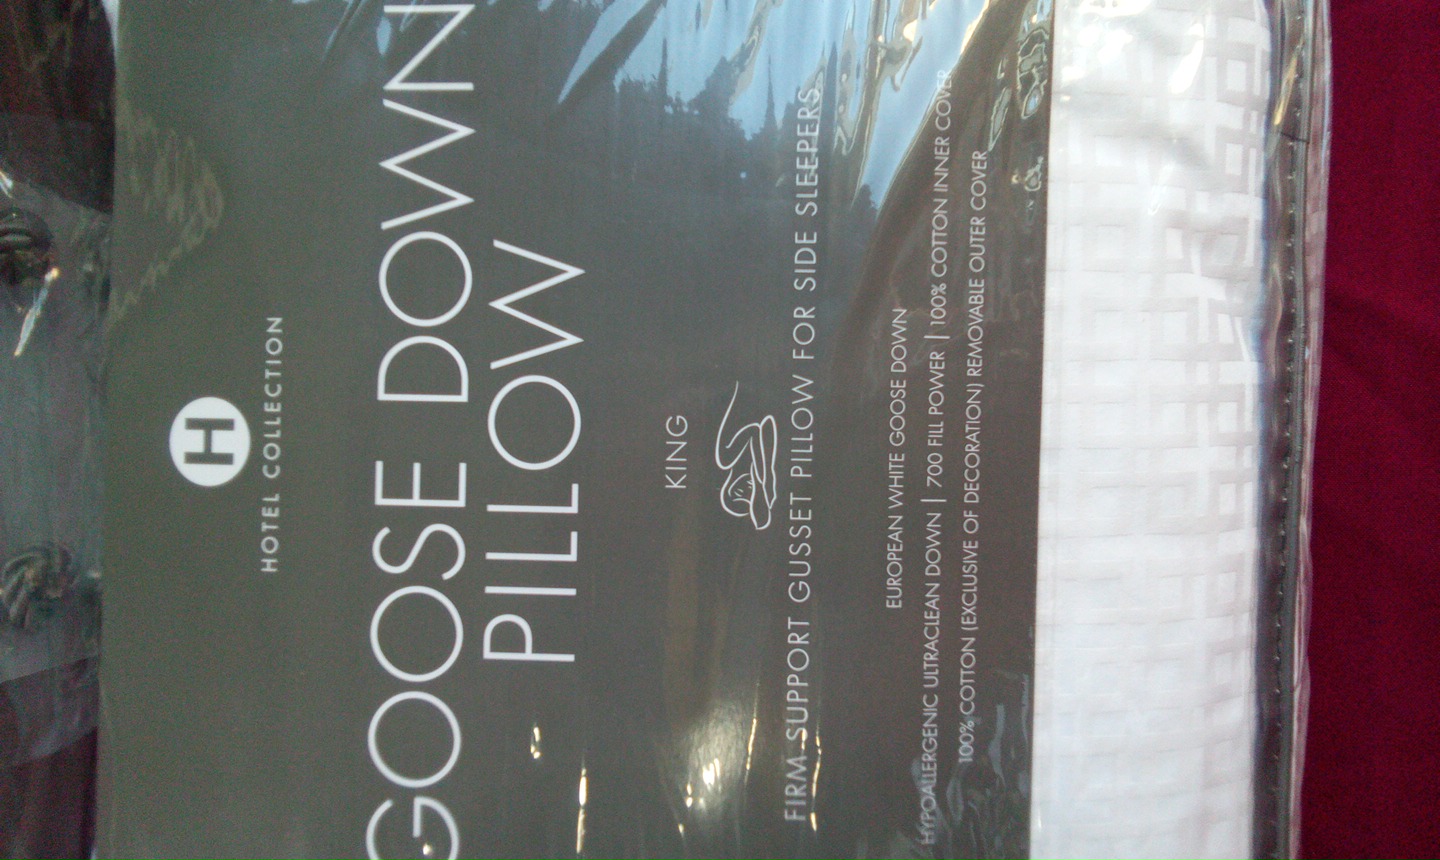 H
HOTEL COLLECTION
GOOSE DOWN
PILLOW
KING
FIRM SUPPORT GUSSET PILLOW FOR SIDE SLEEPERS
EUROPEAN WHITE GOOSE DOWN
HYPOALLERGENIC ULTRACLEAN DOWN | 700 FILL POWER | 100% COTTON INNER COVER
100% COTTON (EXCLUSIVE OF DECORATION) REMOVABLE OUTER COVER